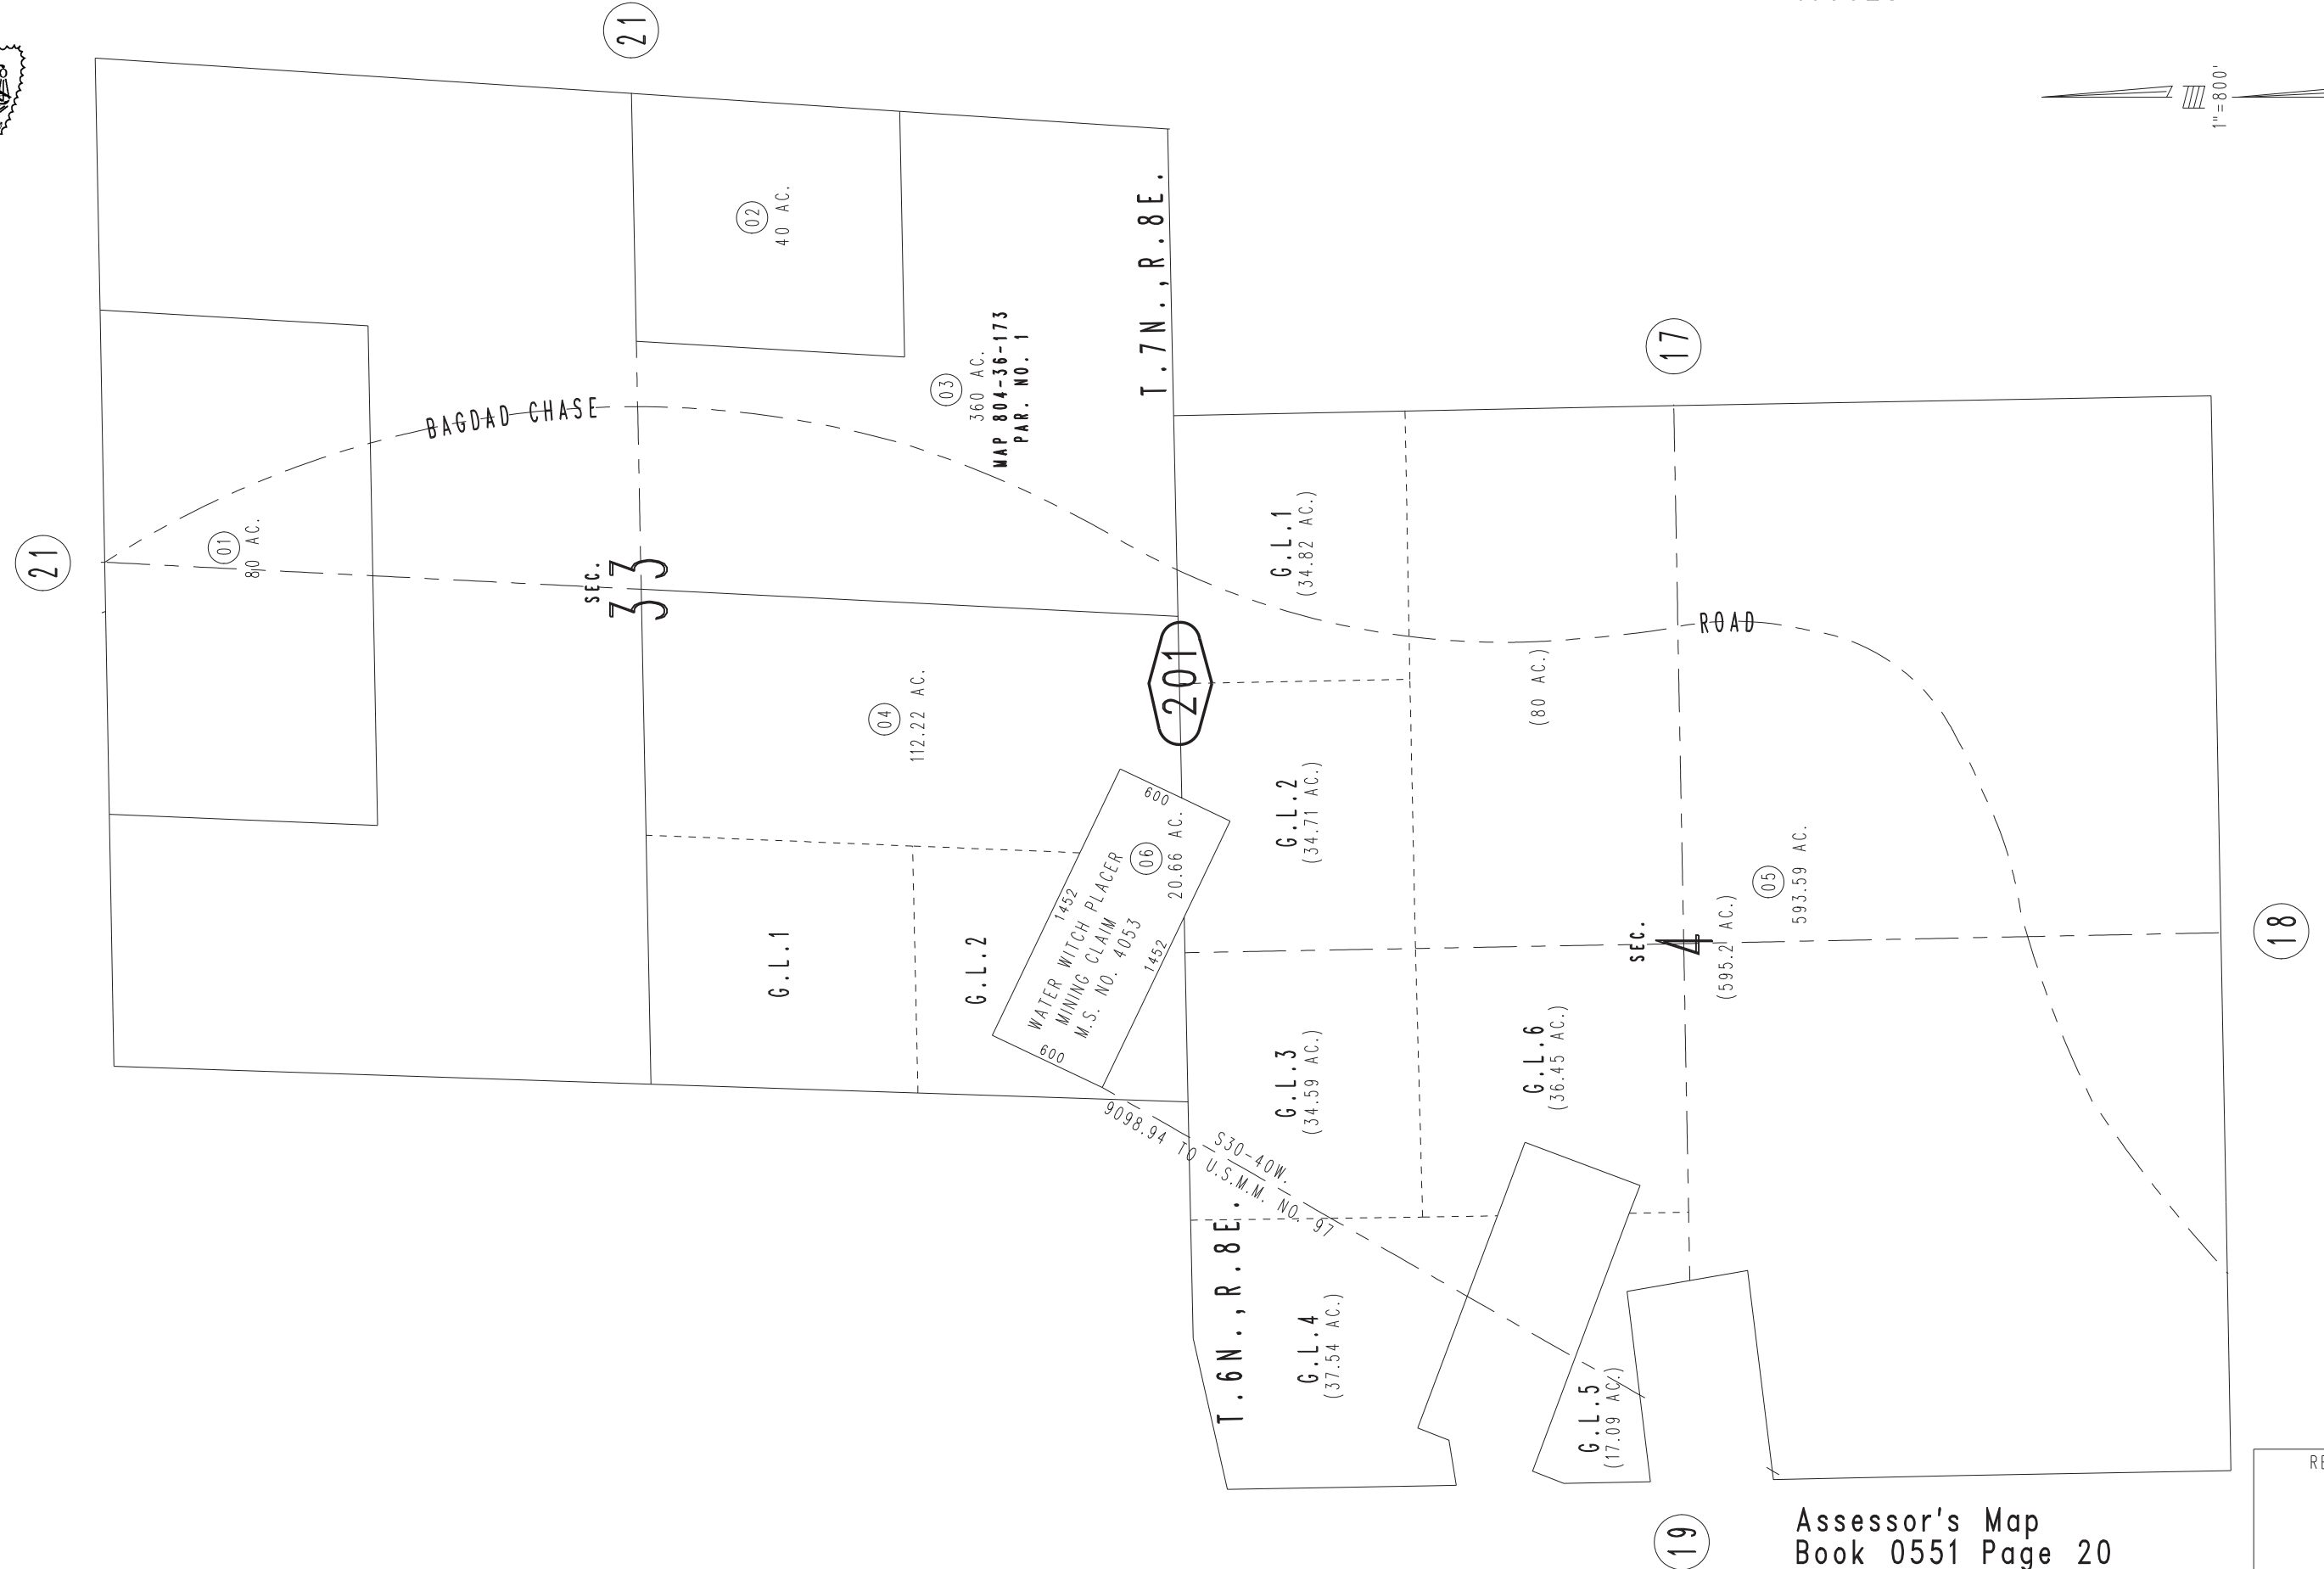 21
1"=800'
02
40 AC.
T.7N.,R.8E.
03
360 AC.
MAP 804-36-173
PAR. NO. 1
17
BAGDAD CHASE
21
01
80 AC.
SEC.
33
G.L.1
(34.82 AC.)
ROAD
201
(80 AC.)
04
112.22 AC.
600
G.L.2
(34.71 AC.)
06
20.66 AC.
1452
WATER WITCH PLACER
MINING CLAIM
M.S. NO. 4053
1452
600
05
593.59 AC.
18
SEC.
4
(595.2 AC.)
G.L.1
G.L.2
G.L.3
(34.59 AC.)
G.L.6
(36.45 AC.)
S30-40W.
9098.94 TO U.S.M.M. NO. 97
T.6N.,R.8E.
G.L.4
(37.54 AC.)
G.L.5
(17.09 AC.)
19
Assessor's Map
Book 0551 Page 20